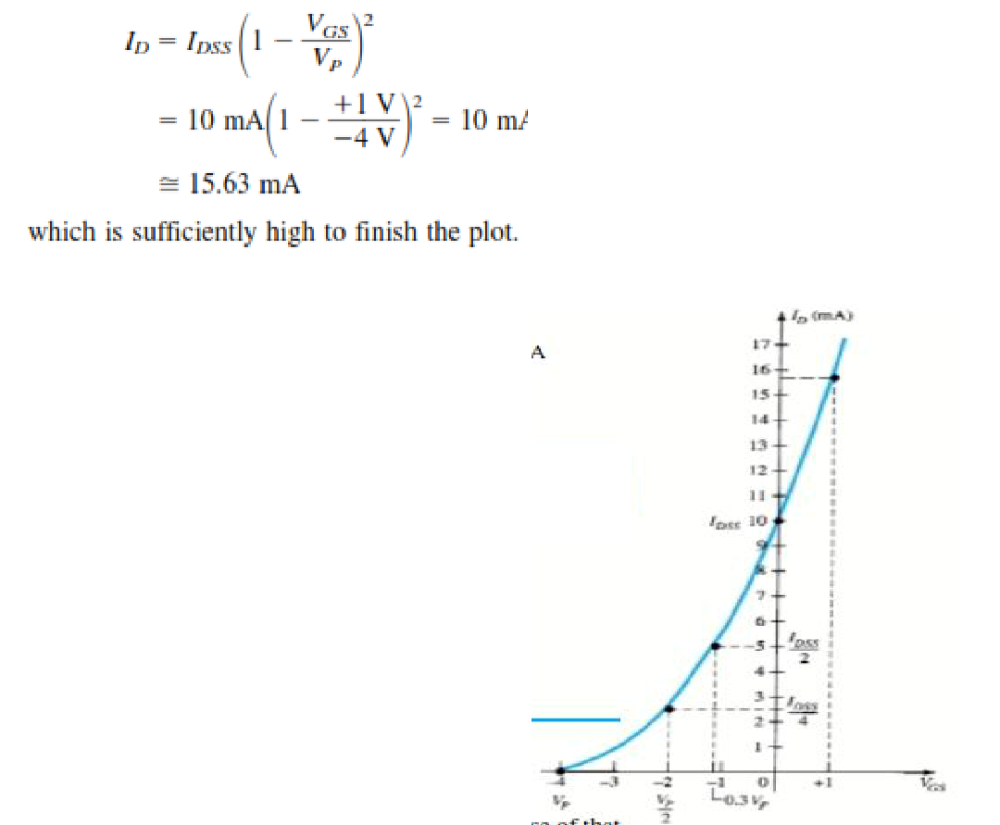 I_D = I_DSS(1 − V_GS/V_P)²
= 10 mA(1 − +1 V/−4 V)² = 10 mA
≅ 15.63 mA
which is sufficiently high to finish the plot.
I_D (mA)
A
17
16
15
14
13
12
11
I_DSS 10
9
8
7
6
5 I_DSS/2
4
3
I_DSS/4
2
1
−4 −3 −2 −1 0 +1 V_GS
V_P V_P/2 0.3 V_P
of that